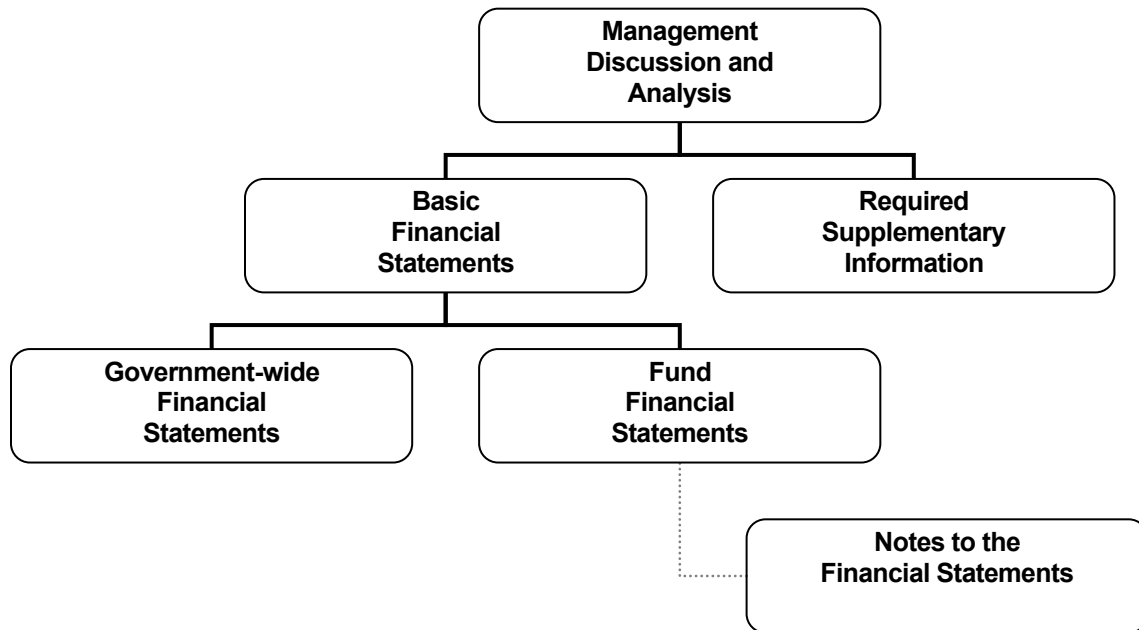 Management
Discussion and
Analysis
Basic
Financial
Statements
Required
Supplementary
Information
Government-wide
Financial
Statements
Fund
Financial
Statements
Notes to the
Financial Statements